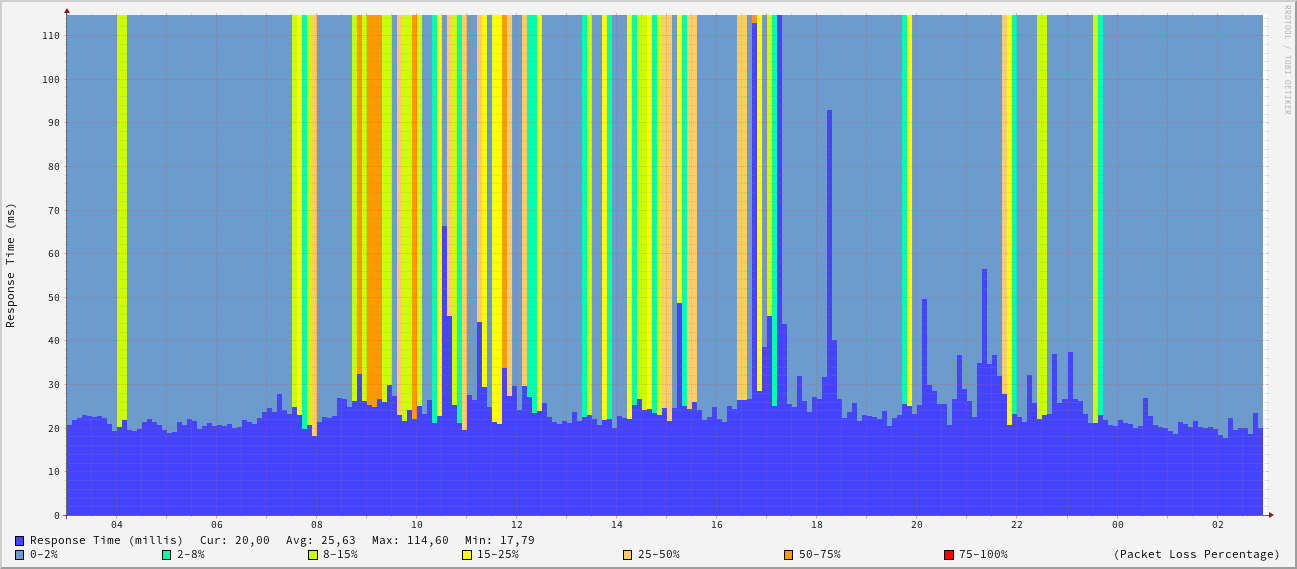 RRDTOOL / TOBI OETIKER
Response Time (ms)
110
100
90
80
70
60
50
40
30
20
10
0
04 06 08 10 12 14 16 18 20 22 00 02
Response Time (millis) Cur: 20,00 Avg: 25,63 Max: 114,60 Min: 17,79
0-2% 2-8% 8-15% 15-25% 25-50% 50-75% 75-100% (Packet Loss Percentage)